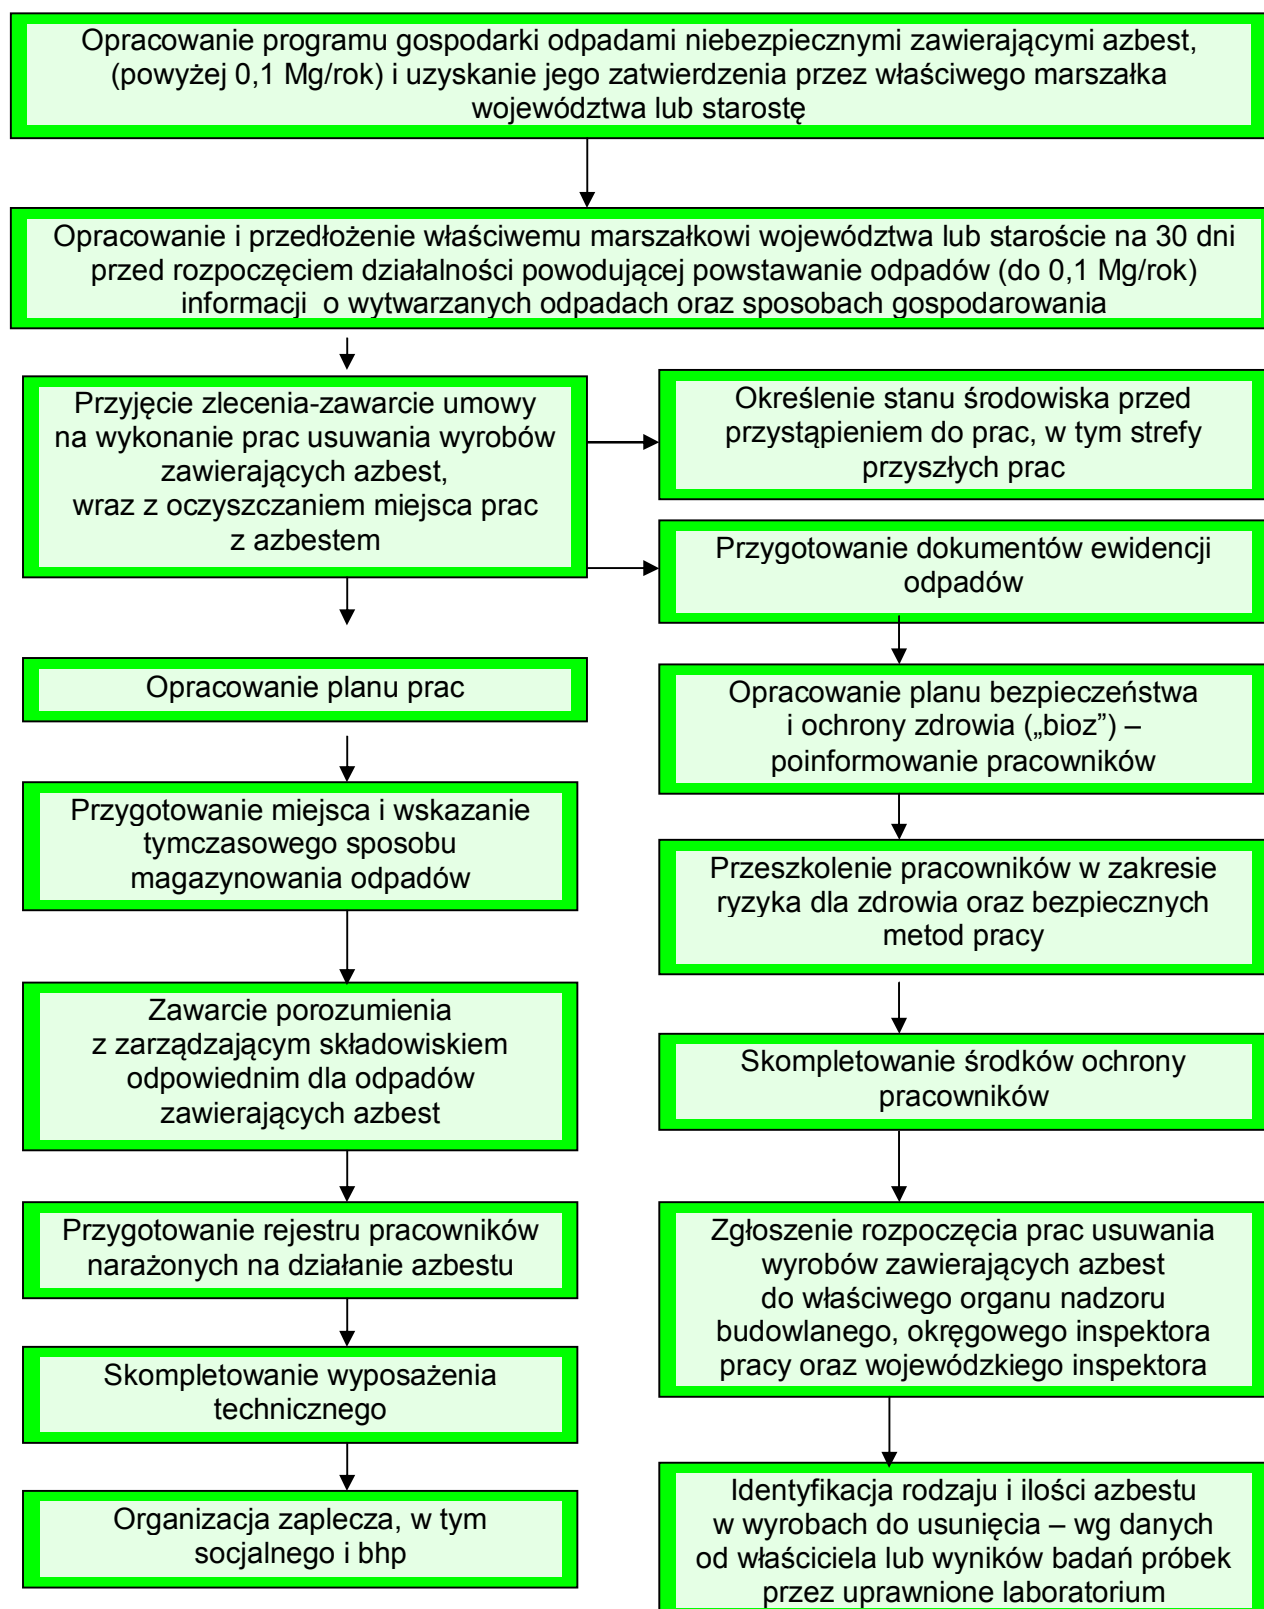 Opracowanie programu gospodarki odpadami niebezpiecznymi zawierającymi azbest,
(powyżej 0,1 Mg/rok) i uzyskanie jego zatwierdzenia przez właściwego marszałka
województwa lub starostę
Opracowanie i przedłożenie właściwemu marszałkowi województwa lub staroście na 30 dni
przed rozpoczęciem działalności powodującej powstawanie odpadów (do 0,1 Mg/rok)
informacji o wytwarzanych odpadach oraz sposobach gospodarowania
Przyjęcie zlecenia-zawarcie umowy
na wykonanie prac usuwania wyrobów
zawierających azbest,
wraz z oczyszczaniem miejsca prac
z azbestem
Określenie stanu środowiska przed
przystąpieniem do prac, w tym strefy
przyszłych prac
Przygotowanie dokumentów ewidencji
odpadów
Opracowanie planu prac
Opracowanie planu bezpieczeństwa
i ochrony zdrowia („bioz”) –
poinformowanie pracowników
Przygotowanie miejsca i wskazanie
tymczasowego sposobu
magazynowania odpadów
Przeszkolenie pracowników w zakresie
ryzyka dla zdrowia oraz bezpiecznych
metod pracy
Zawarcie porozumienia
z zarządzającym składowiskiem
odpowiednim dla odpadów
zawierających azbest
Skompletowanie środków ochrony
pracowników
Przygotowanie rejestru pracowników
narażonych na działanie azbestu
Zgłoszenie rozpoczęcia prac usuwania
wyrobów zawierających azbest
do właściwego organu nadzoru
budowlanego, okręgowego inspektora
pracy oraz wojewódzkiego inspektora
Skompletowanie wyposażenia
technicznego
Organizacja zaplecza, w tym
socjalnego i bhp
Identyfikacja rodzaju i ilości azbestu
w wyrobach do usunięcia – wg danych
od właściciela lub wyników badań próbek
przez uprawnione laboratorium